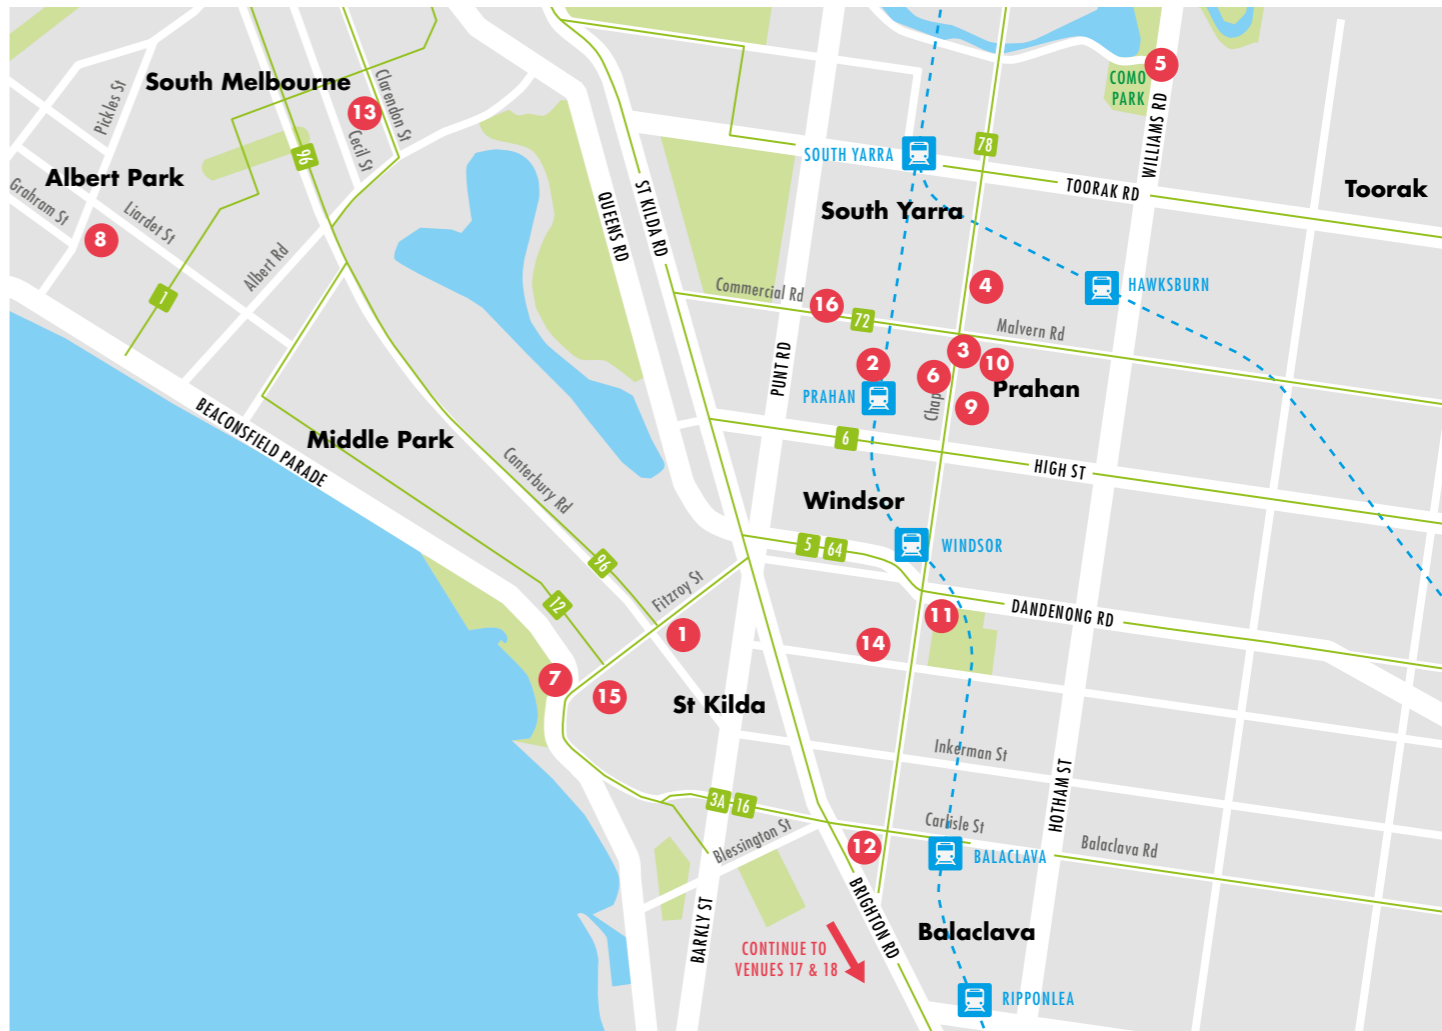 South Melbourne
Pickles St
Clarendon St
13
Cecil St
96
Albert Park
Grahram St
Liardet St
8
Albert Rd
1
5
COMO
PARK
WILLIAMS RD
78
SOUTH YARRA
TOORAK RD
Toorak
South Yarra
QUEENS RD
ST KILDA RD
PUNT RD
Commercial Rd
16
72
4
HAWKSBURN
Malvern Rd
3
10
2
6
Prahan
PRAHAN
Chap
9
6
HIGH ST
BEACONSFIELD PARADE
Middle Park
Canterbury Rd
Windsor
5
64
WINDSOR
96
12
Fitzroy St
1
11
DANDENONG RD
14
7
15
St Kilda
Inkerman St
HOTHAM ST
3A
16
Blessington St
Carlisle St
12
BALACLAVA
Balaclava Rd
BARKLY ST
BRIGHTON RD
Balaclava
CONTINUE TO
VENUES 17 & 18
RIPPONLEA